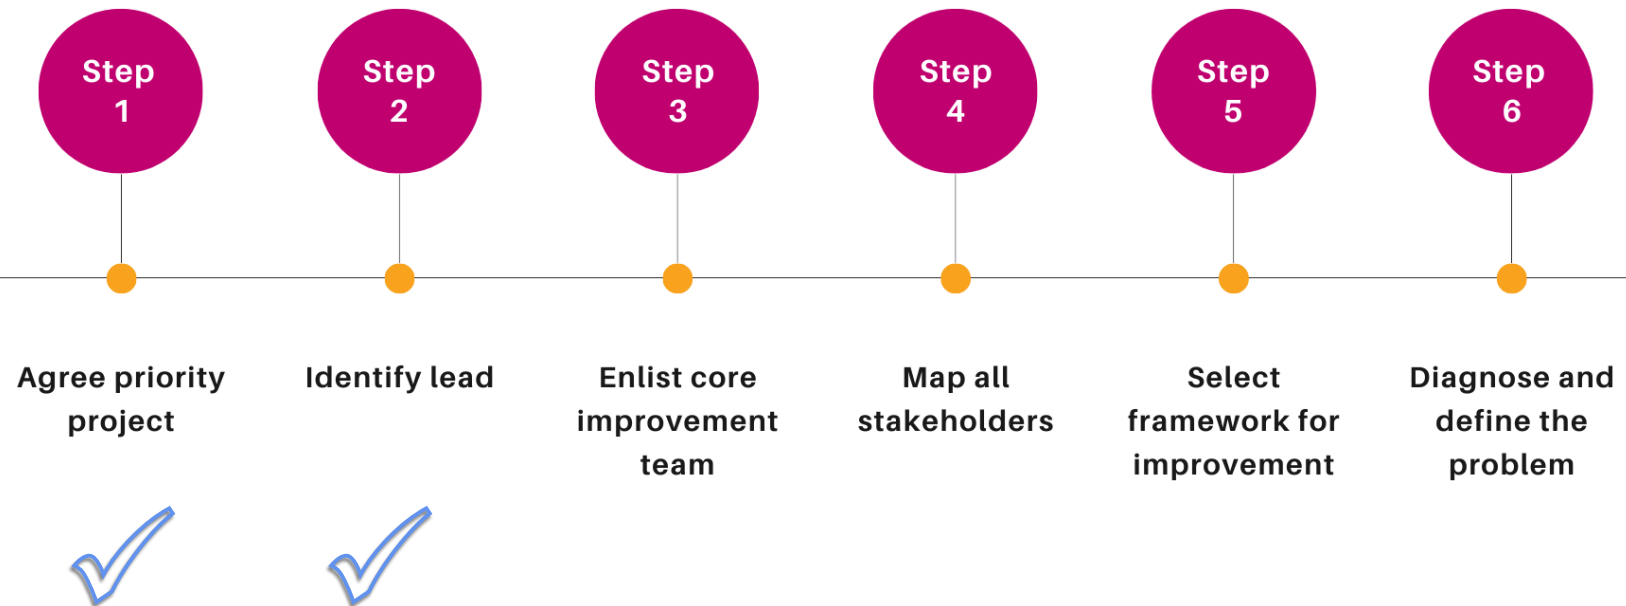 Step
1
Step
2
Step
3
Step
4
Step
5
Step
6
Agree priority
project
Identify lead
Enlist core
improvement
team
Map all
stakeholders
Select
framework for
improvement
Diagnose and
define the
problem